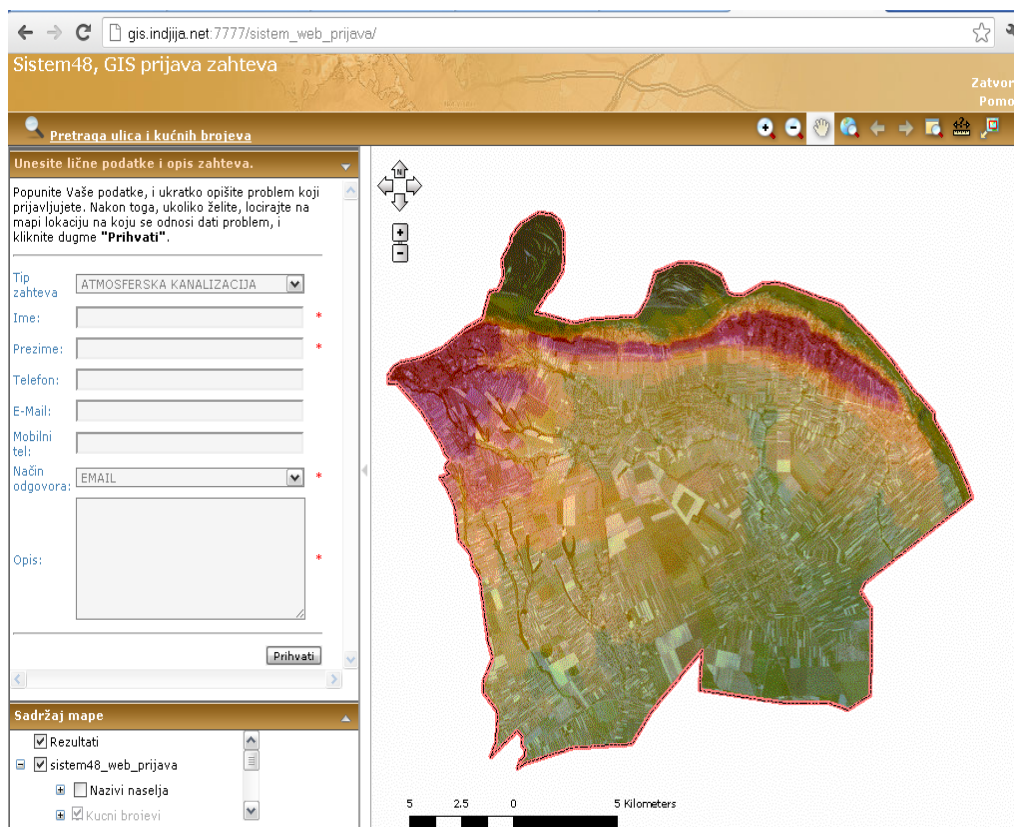 gis.indjija.net:7777/sistem_web_prijava/
Sistem48, GIS prijava zahteva
Pretraga ulica i kućnih brojeva
Unesite lične podatke i opis zahteva.
Popunite Vaše podatke, i ukratko opišite problem koji
prijavljujete. Nakon toga, ukoliko želite, locirajte na
mapi lokaciju na koju se odnosi dati problem, i
kliknite dugme "Prihvati".
Tip
zahteva
ATMOSFERSKA KANALIZACIJA
Ime: *
Prezime: *
Telefon:
E-Mail:
Mobilni
tel:
Način
odgovora:
EMAIL *
Opis: *
Prihvati
Sadržaj mape
Rezultati
sistem48_web_prijava
Nazivi naselja
Kucni brojevi
Zatvor
Pomo
N
5 2.5 0 5 Kilometers